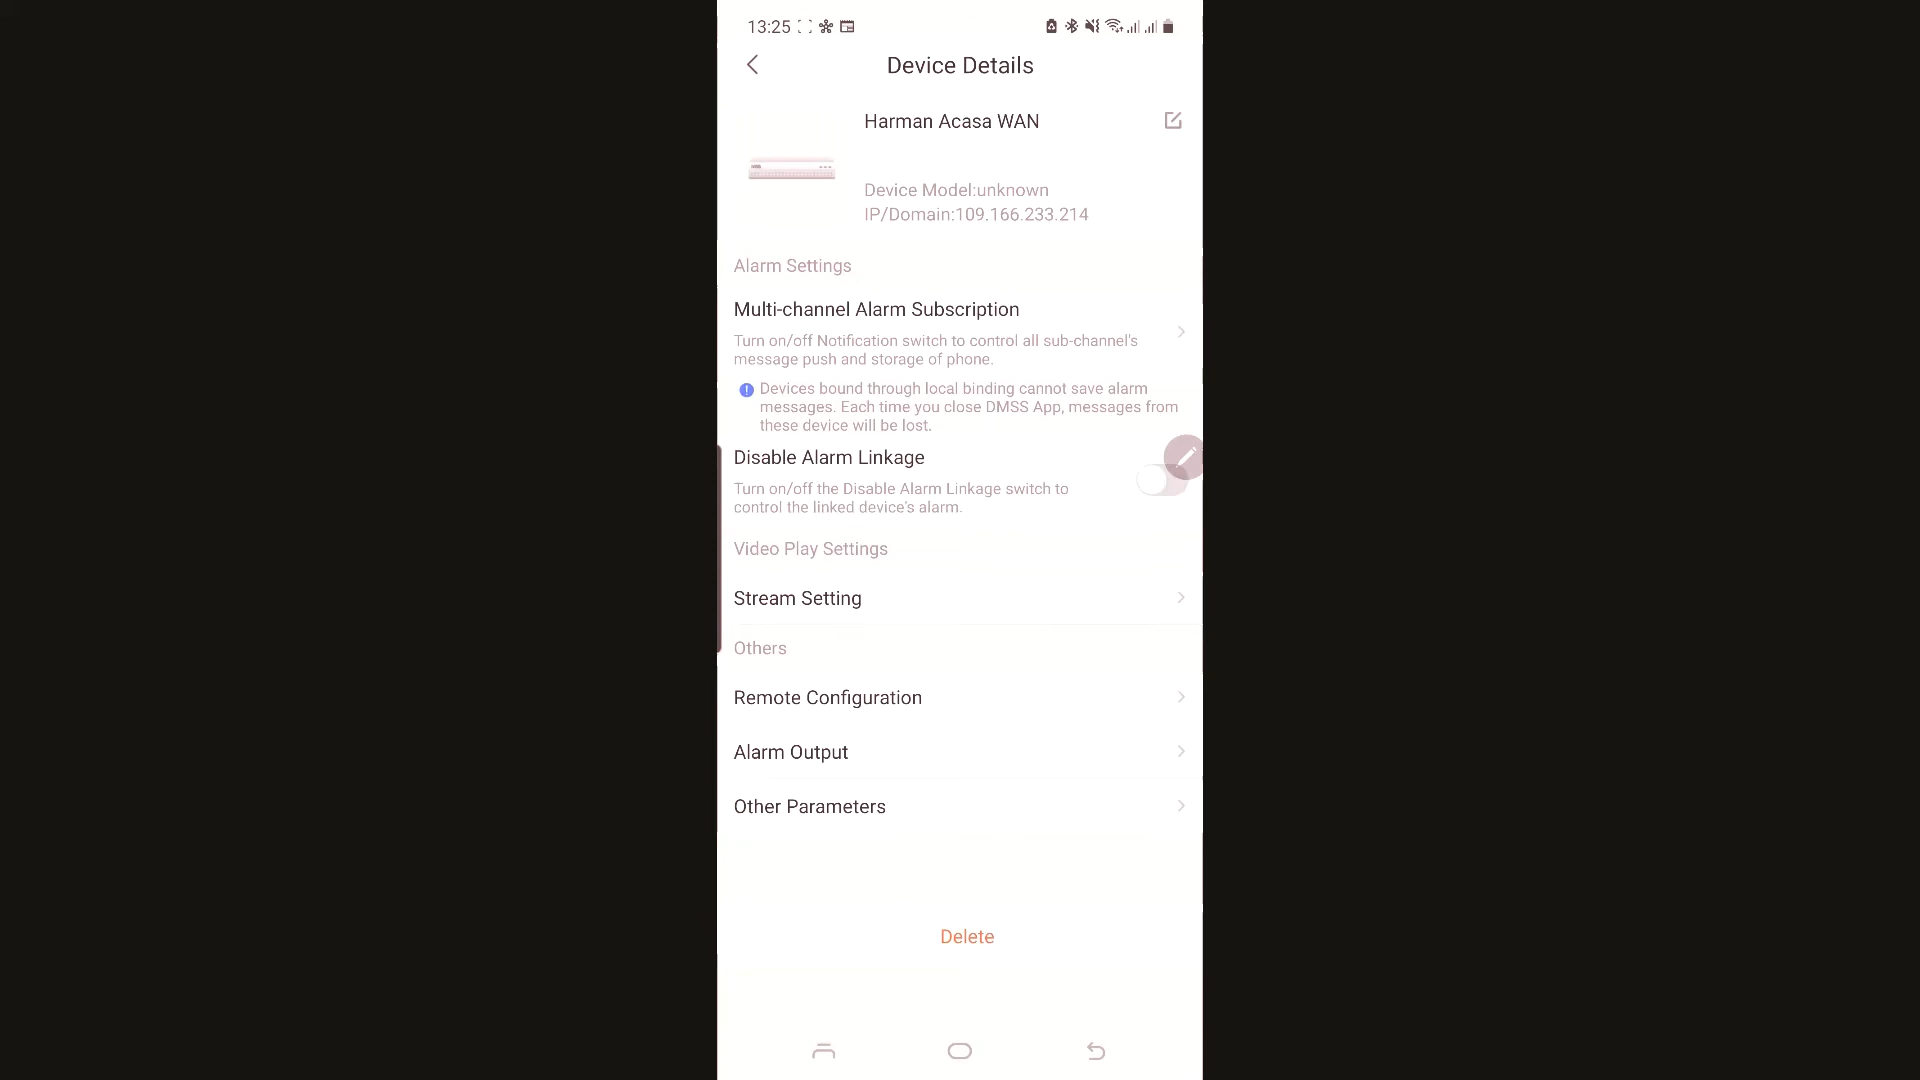 13:25
Device Details
Harman Acasa WAN
Device Model:unknown
IP/Domain:109.166.233.214
Alarm Settings
Multi-channel Alarm Subscription
Turn on/off Notification switch to control all sub-channel's
message push and storage of phone.
Devices bound through local binding cannot save alarm
messages. Each time you close DMSS App, messages from
these device will be lost.
Disable Alarm Linkage
Turn on/off the Disable Alarm Linkage switch to
control the linked device's alarm.
Video Play Settings
Stream Setting
Others
Remote Configuration
Alarm Output
Other Parameters
Delete